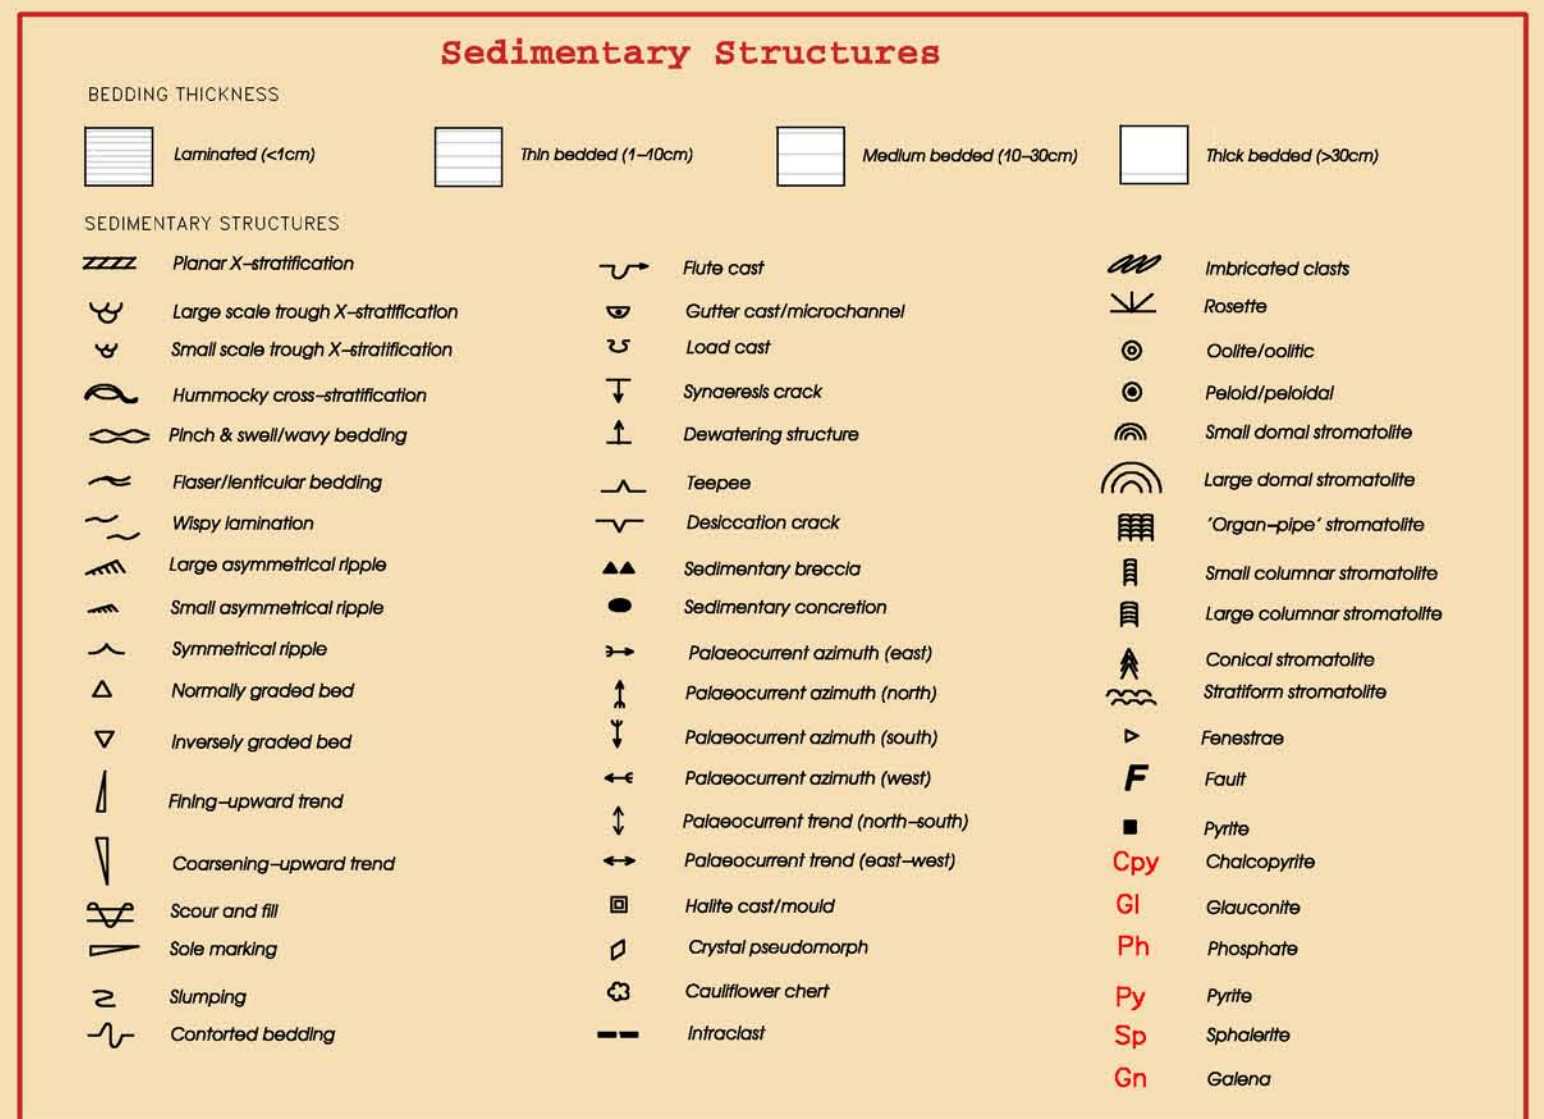 Sedimentary Structures
BEDDING THICKNESS
Laminated (<1cm)
Thin bedded (1–10cm)
Medium bedded (10–30cm)
Thick bedded (>30cm)
SEDIMENTARY STRUCTURES
Planar X–stratification
Large scale trough X–stratification
Small scale trough X–stratification
Hummocky cross–stratification
Pinch & swell/wavy bedding
Flaser/lenticular bedding
Wispy lamination
Large asymmetrical ripple
Small asymmetrical ripple
Symmetrical ripple
Normally graded bed
Inversely graded bed
Fining–upward trend
Coarsening–upward trend
Scour and fill
Sole marking
Slumping
Contorted bedding
Flute cast
Gutter cast/microchannel
Load cast
Synaeresis crack
Dewatering structure
Teepee
Desiccation crack
Sedimentary breccia
Sedimentary concretion
Palaeocurrent azimuth (east)
Palaeocurrent azimuth (north)
Palaeocurrent azimuth (south)
Palaeocurrent azimuth (west)
Palaeocurrent trend (north–south)
Palaeocurrent trend (east–west)
Halite cast/mould
Crystal pseudomorph
Cauliflower chert
Intraclast
Imbricated clasts
Rosette
Oolite/oolitic
Peloid/peloidal
Small domal stromatolite
Large domal stromatolite
'Organ–pipe' stromatolite
Small columnar stromatolite
Large columnar stromatolite
Conical stromatolite
Stratiform stromatolite
Fenestrae
F Fault
Pyrite
Cpy Chalcopyrite
Gl Glauconite
Ph Phosphate
Py Pyrite
Sp Sphalerite
Gn Galena